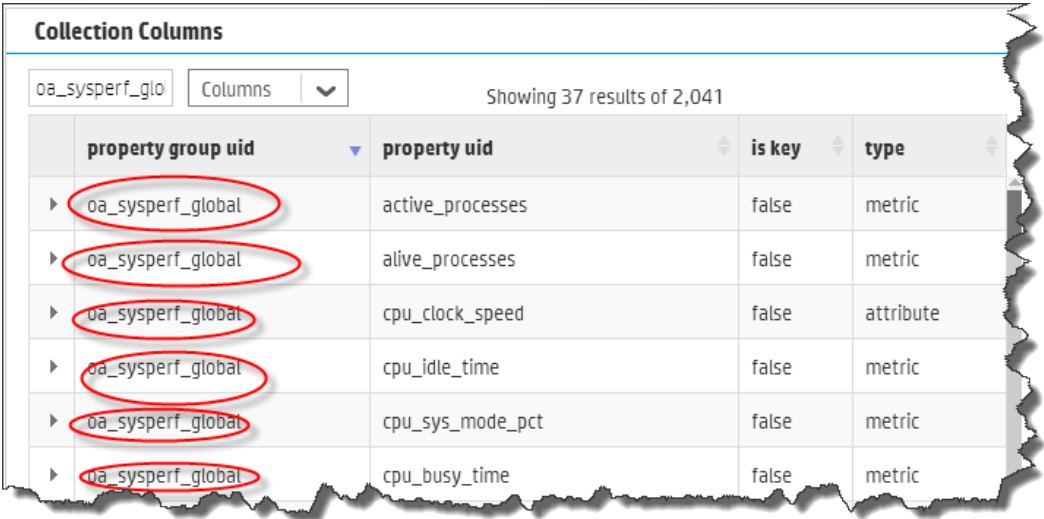 Collection Columns
oa_sysperf_glo Columns Showing 37 results of 2,041
property group uid property uid is key type
oa_sysperf_global active_processes false metric
oa_sysperf_global alive_processes false metric
oa_sysperf_global cpu_clock_speed false attribute
oa_sysperf_global cpu_idle_time false metric
oa_sysperf_global cpu_sys_mode_pct false metric
oa_sysperf_global cpu_busy_time false metric